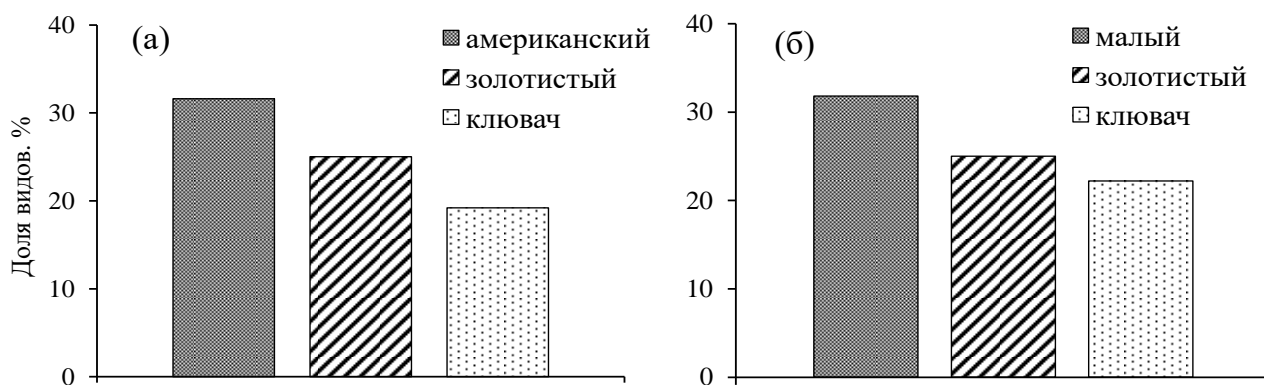 (а)
40
30
20
10
0
Доля видов. %
американский
золотистый
клювач
(б)
40
30
20
10
0
малый
золотистый
клювач